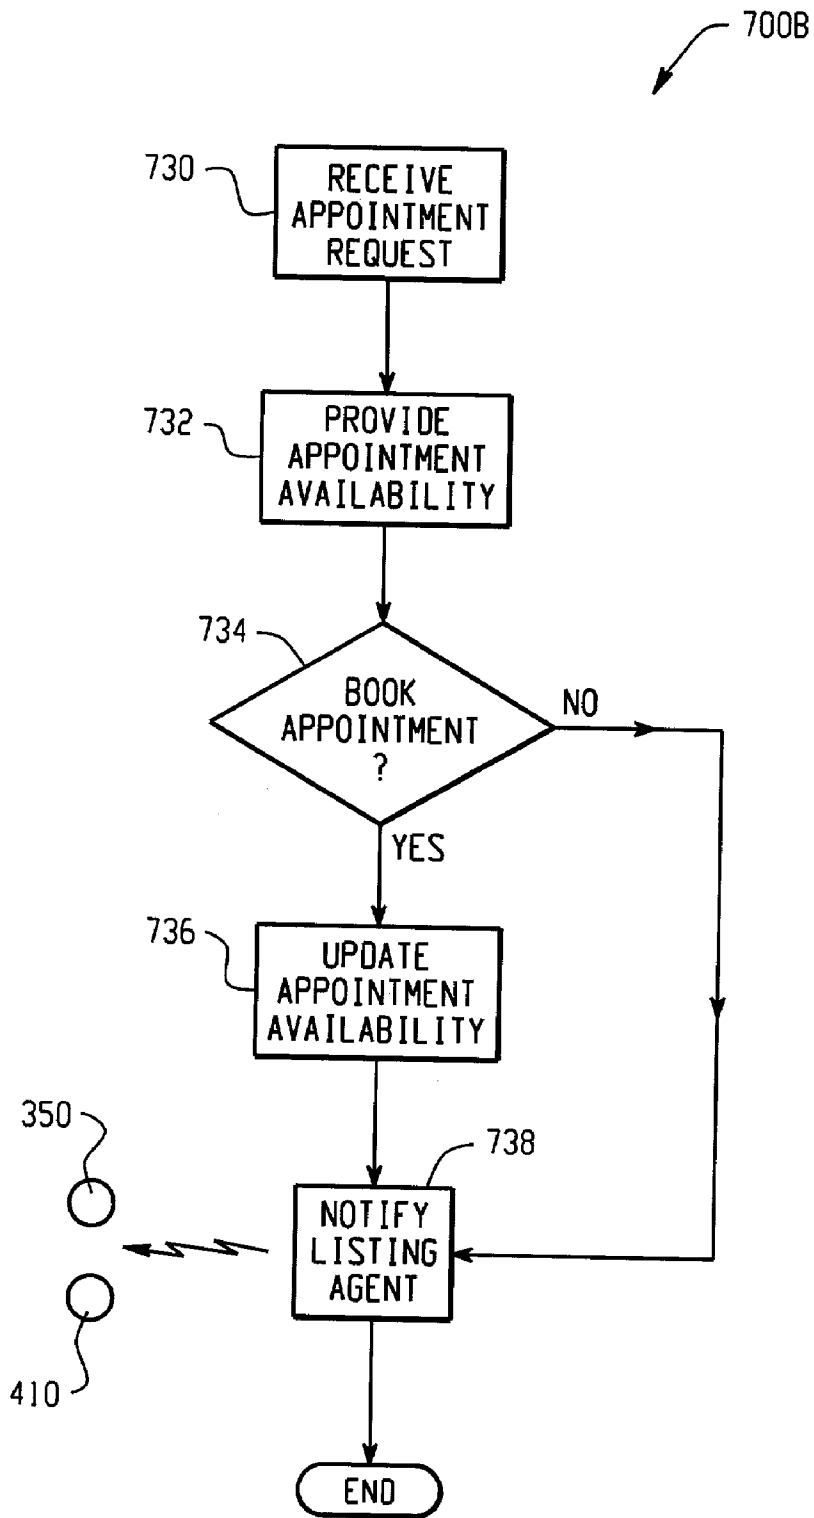 700B
730
RECEIVE
APPOINTMENT
REQUEST
732
PROVIDE
APPOINTMENT
AVAILABILITY
734
BOOK
APPOINTMENT
?
NO
YES
736
UPDATE
APPOINTMENT
AVAILABILITY
350
738
NOTIFY
LISTING
AGENT
410
END